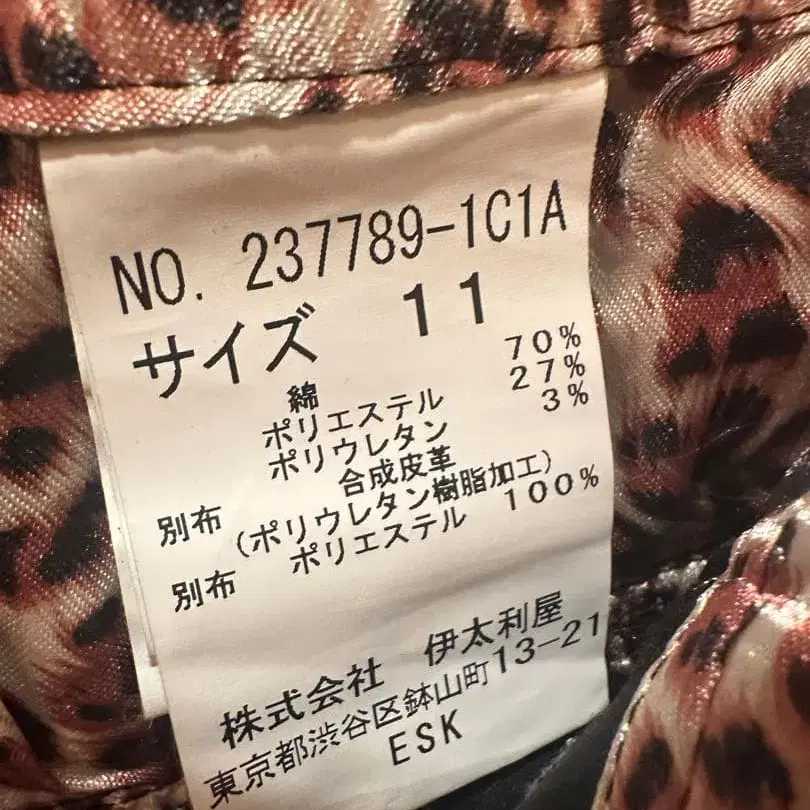 NO. 237789-1C1A
サイズ 11
綿 70%
ポリエステル 27%
ポリウレタン 3%
別布 合成皮革
(ポリウレタン樹脂加工)
別布 ポリエステル 100%
株式会社 伊太利屋
東京都渋谷区鉢山町13-21
ESK